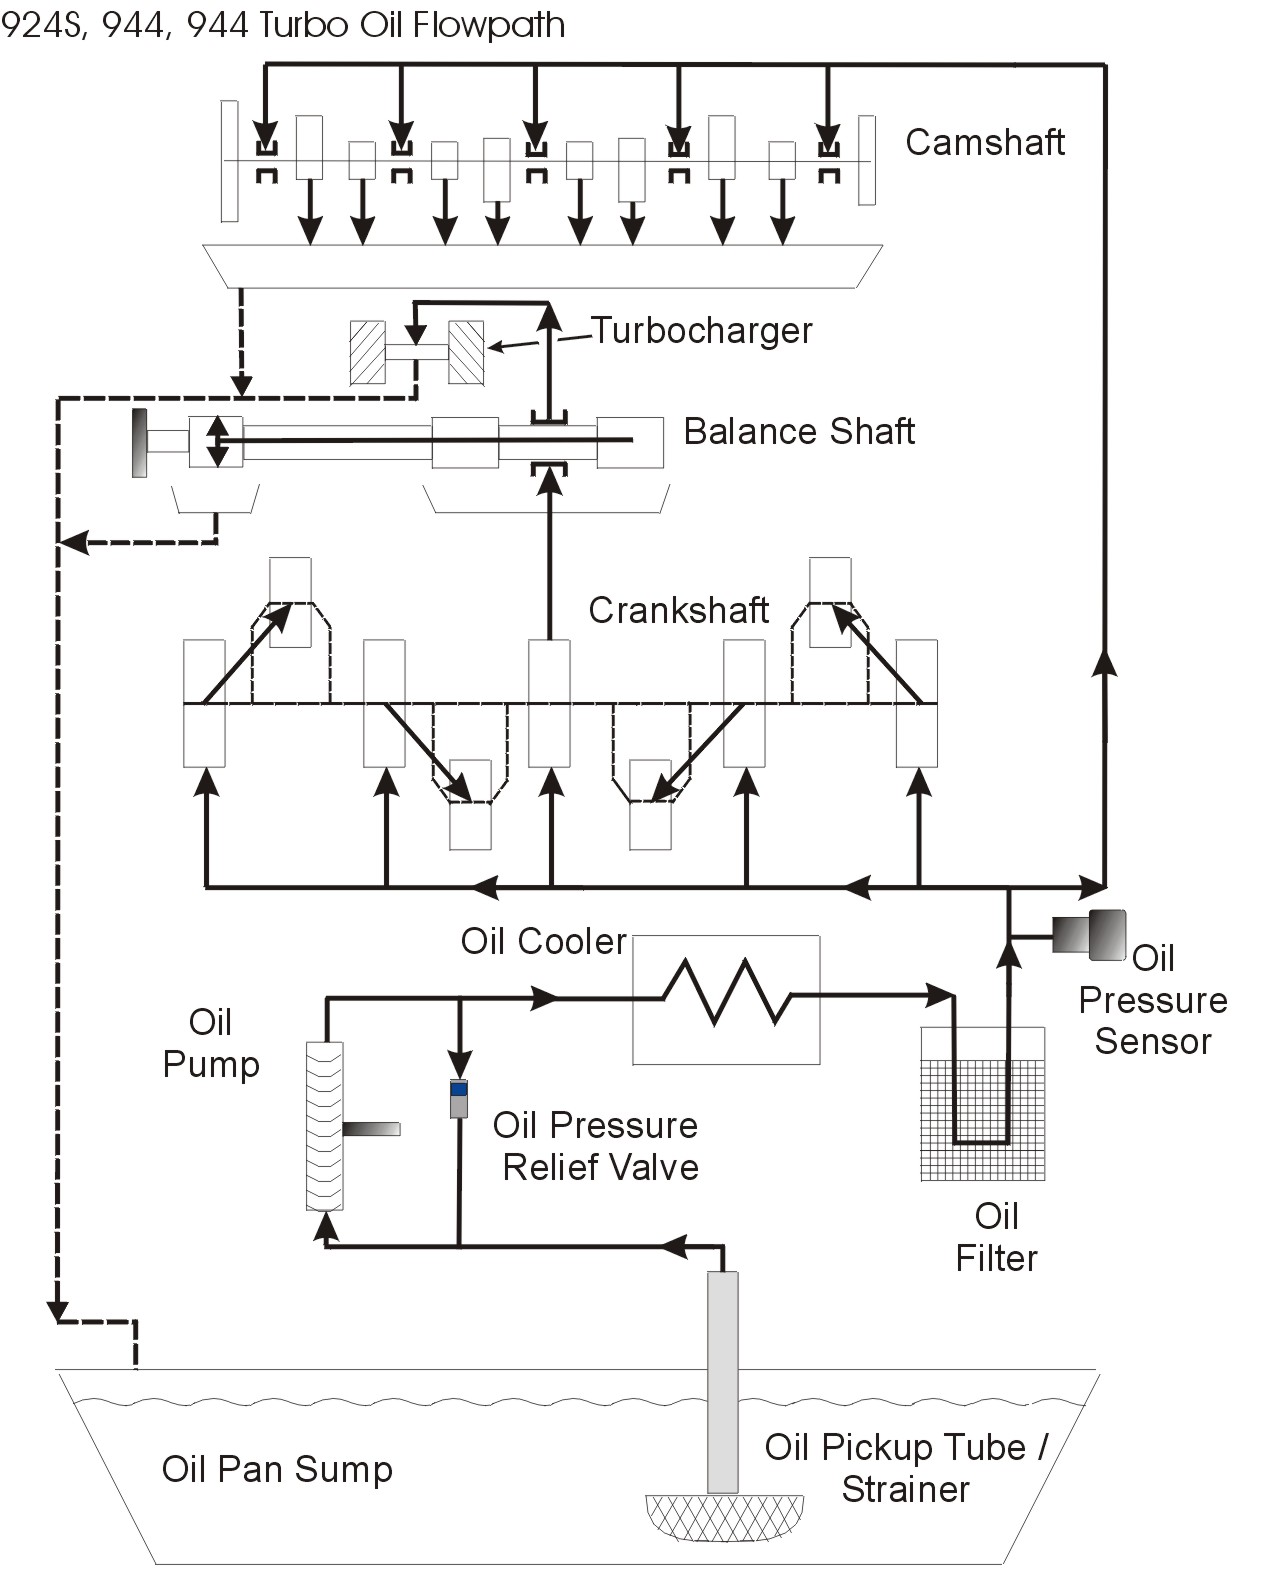 924S, 944, 944 Turbo Oil Flowpath
Camshaft
Turbocharger
Balance Shaft
Crankshaft
Oil Cooler
Oil
Pressure
Sensor
Oil
Pump
Oil Pressure
Relief Valve
Oil
Filter
Oil Pickup Tube /
Strainer
Oil Pan Sump